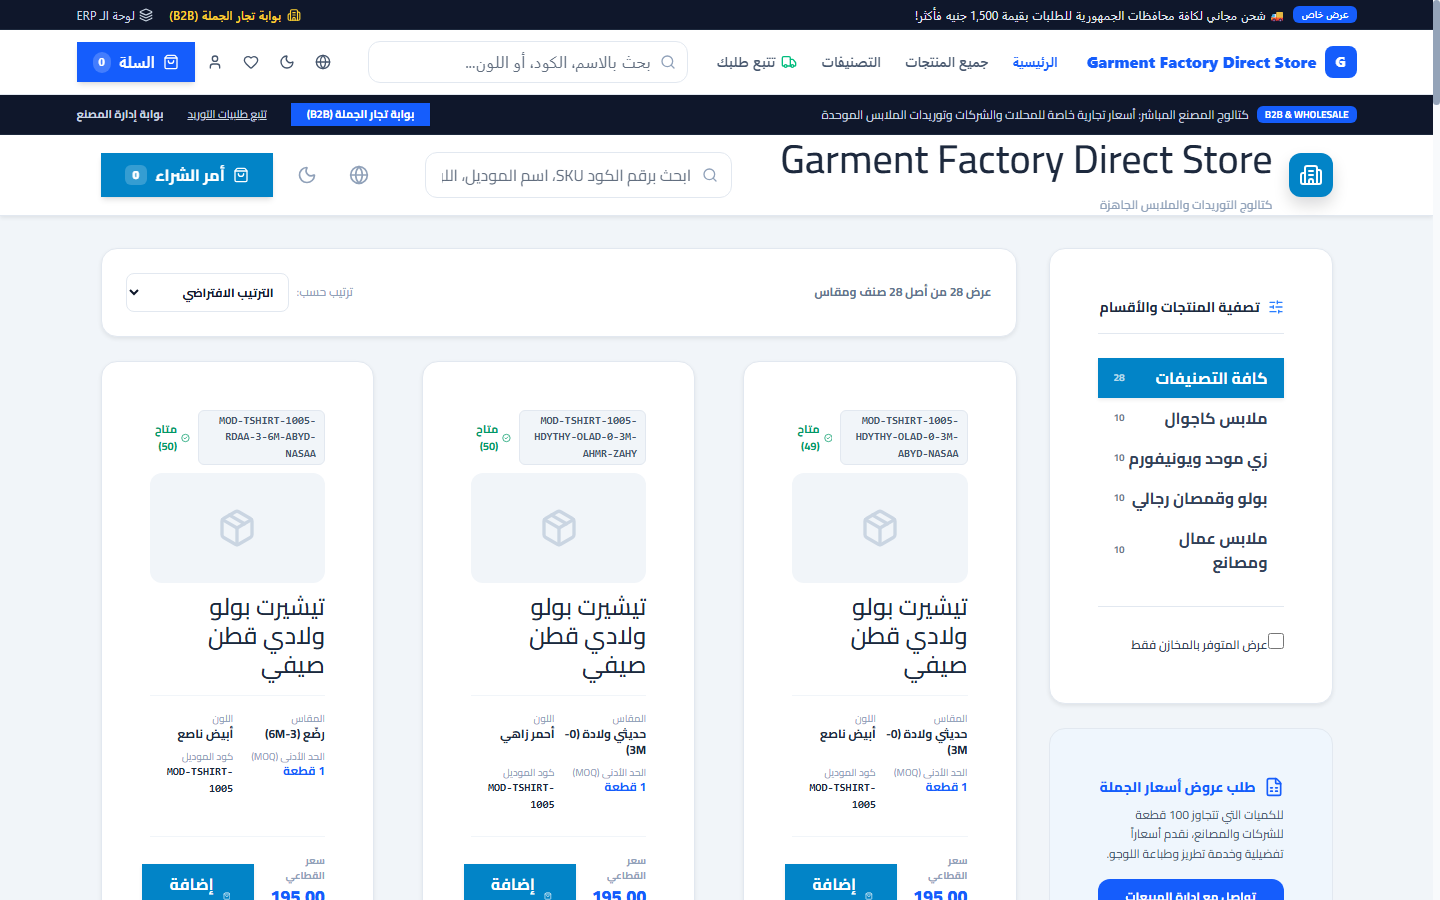 عرض خاص
🚚 شحن مجاني لكافة محافظات الجمهورية للطلبات بقيمة 1,500 جنيه فأكثر!
بوابة تجار الجملة (B2B)
لوحة الـ ERP
G
Garment Factory Direct Store
الرئيسية
جميع المنتجات
التصنيفات
تتبع طلبك
بحث بالاسم، الكود، أو اللون...
السلة
0
B2B & WHOLESALE
كتالوج المصنع المباشر: أسعار تجارية خاصة للمحلات والشركات وتوريدات الملابس الموحدة
بوابة تجار الجملة (B2B)
تتبع طلبيات التوريد
بوابة إدارة المصنع
Garment Factory Direct Store
كتالوج التوريدات والملابس الجاهزة
ابحث برقم الكود SKU، اسم الموديل،
أمر الشراء
0
تصفية المنتجات والأقسام
كافة التصنيفات
28
ملابس كاجوال
10
زي موحد ويونيفورم
10
بولو وقمصان رجالي
10
ملابس عمال
ومصانع
10
عرض المتوفر بالمخازن فقط
طلب عروض أسعار الجملة
للكميات التي تتجاوز 100 قطعة
للشركات والمصانع، نقدم أسعاراً
تفضيلية وخدمة تطريز وطباعة اللوجو.
تواصل مع إدارة المبيعات
عرض 28 من أصل 28 صنف ومقاس
ترتيب حسب:
الترتيب الافتراضي
MOD-TSHIRT-1005-
HDYTHY-OLAD-0-3M-
ABYD-NASAA
متاح
(49)
تيشيرت بولو
ولادي قطن
صيفي
المقاس
حديثي ولادة (0-
3M)
اللون
أبيض ناصع
الحد الأدنى (MOQ)
1 قطعة
كود الموديل
MOD-TSHIRT-
1005
سعر
القطاعي
195.00
إضافة
MOD-TSHIRT-1005-
HDYTHY-OLAD-0-3M-
AHMR-ZAHY
متاح
(50)
تيشيرت بولو
ولادي قطن
صيفي
المقاس
حديثي ولادة (0-
3M)
اللون
أحمر زاهي
الحد الأدنى (MOQ)
1 قطعة
كود الموديل
MOD-TSHIRT-
1005
سعر
القطاعي
195.00
إضافة
MOD-TSHIRT-1005-
RDAA-3-6M-ABYD-
NASAA
متاح
(50)
تيشيرت بولو
ولادي قطن
صيفي
المقاس
رضّع (3-6M)
اللون
أبيض ناصع
الحد الأدنى (MOQ)
1 قطعة
كود الموديل
MOD-TSHIRT-
1005
سعر
القطاعي
195.00
إضافة